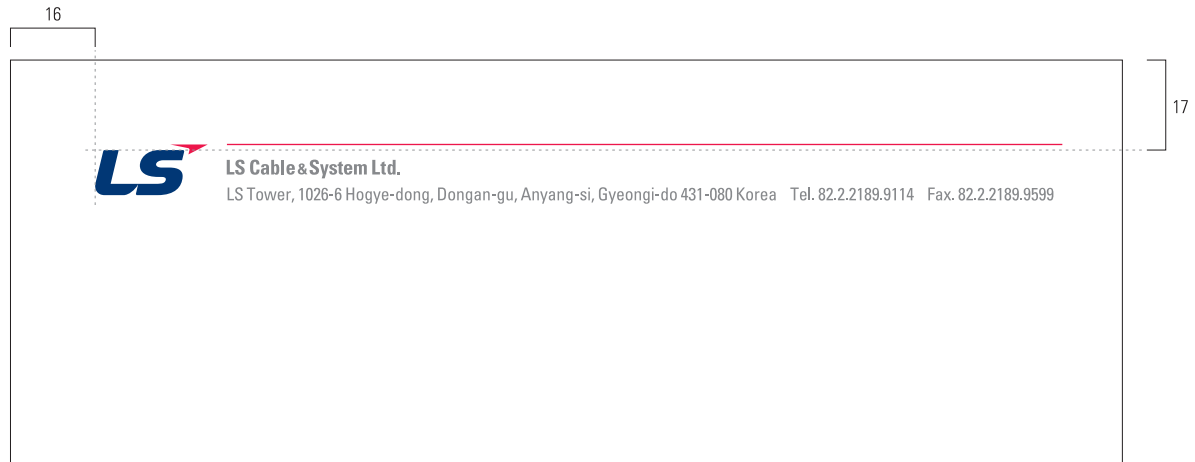 16
17
LS
LS Cable & System Ltd.
LS Tower, 1026-6 Hogye-dong, Dongan-gu, Anyang-si, Gyeongi-do 431-080 Korea Tel. 82.2.2189.9114 Fax. 82.2.2189.9599